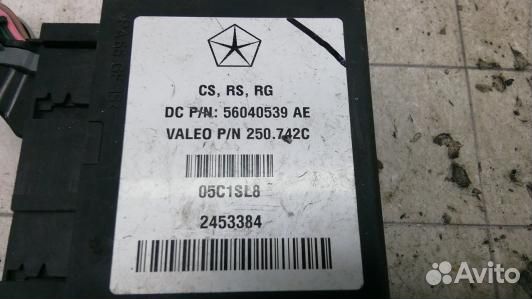 CS, RS, RG
DC P/N: 56040539 AE
VALEO P/N 250.742C
05C1SL8
2453384
Avito